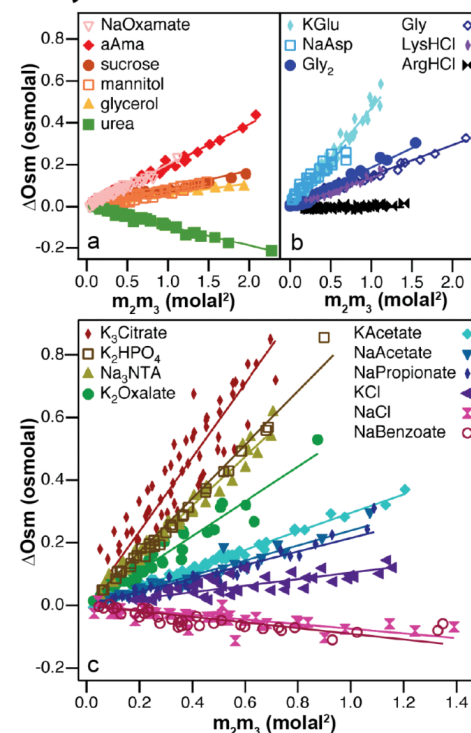 NaOxamate
aAma
sucrose
mannitol
glycerol
urea
KGlu
NaAsp
Gly2
Gly
LysHCl
ArgHCl
ΔOsm (osmolal)
0.8
0.6
0.4
0.2
0.0
-0.2
a
b
0.0 0.5 1.0 1.5 2.0
0.0 0.5 1.0 1.5 2.0
m2m3 (molal2)
m2m3 (molal2)
K3Citrate
K2HPO4
Na3NTA
K2Oxalate
KAcetate
NaAcetate
NaPropionate
KCl
NaCl
NaBenzoate
ΔOsm (osmolal)
0.8
0.6
0.4
0.2
0.0
-0.2
c
0.0 0.2 0.4 0.6 0.8 1.0 1.2 1.4
m2m3 (molal2)